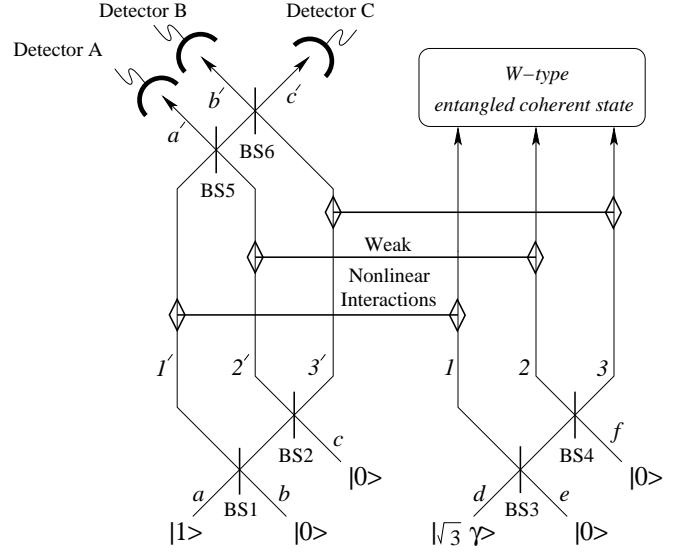 Detector B
Detector C
Detector A
W−type
entangled coherent state
a′
b′
c′
BS6
BS5
Weak
Nonlinear
Interactions
1′
2′
3′
1
2
3
c
f
BS2
BS4
|0>
|0>
a
b
d
e
BS1
BS3
|1>
|0>
|√3 γ>
|0>